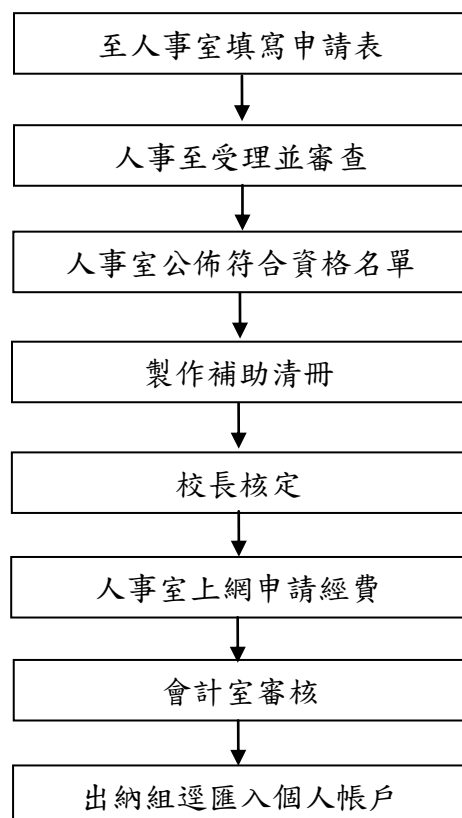 至人事室填寫申請表
人事至受理並審查
人事室公佈符合資格名單
製作補助清冊
校長核定
人事室上網申請經費
會計室審核
出納組逕匯入個人帳戶